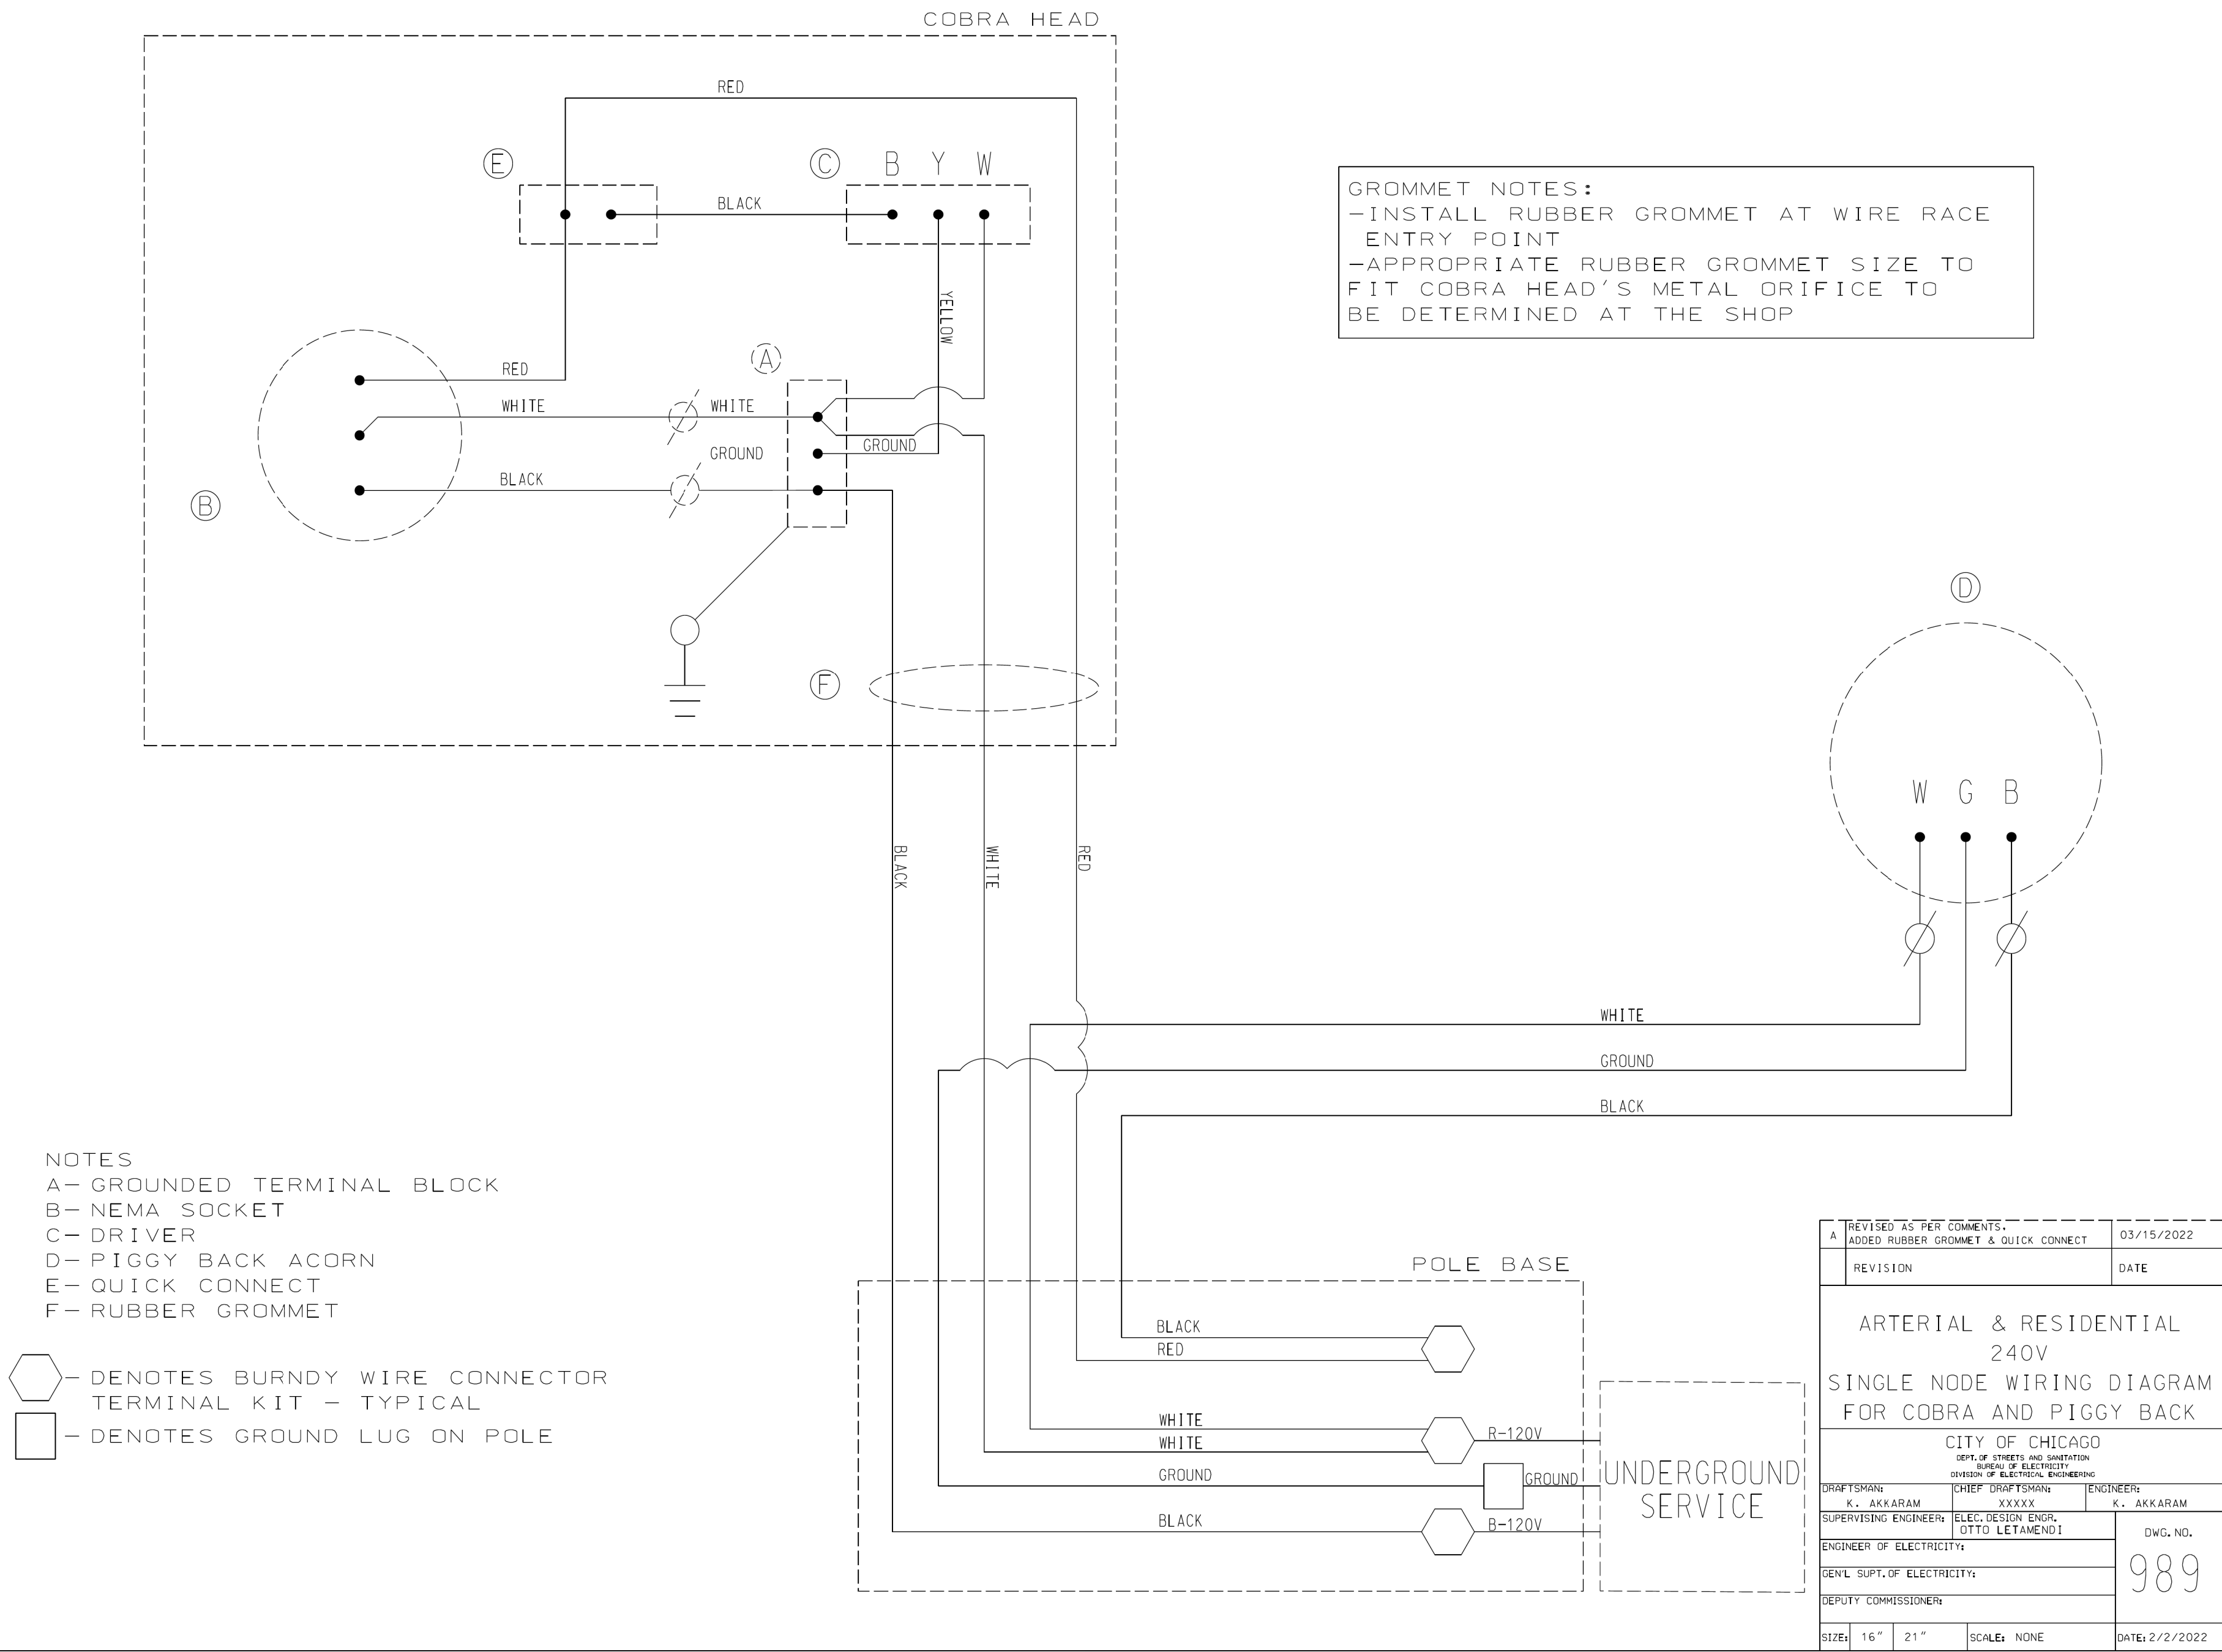 COBRA HEAD
RED
E
C
B Y W
BLACK
YELLOW
A
RED
WHITE
WHITE
GROUND
GROUND
BLACK
B
F
BLACK
WHITE
RED
GROMMET NOTES:
-INSTALL RUBBER GROMMET AT WIRE RACE
ENTRY POINT
-APPROPRIATE RUBBER GROMMET SIZE TO
FIT COBRA HEAD'S METAL ORIFICE TO
BE DETERMINED AT THE SHOP
D
W G B
WHITE
GROUND
BLACK
NOTES
A- GROUNDED TERMINAL BLOCK
B- NEMA SOCKET
C- DRIVER
D- PIGGY BACK ACORN
E- QUICK CONNECT
F- RUBBER GROMMET
- DENOTES BURNDY WIRE CONNECTOR
TERMINAL KIT - TYPICAL
- DENOTES GROUND LUG ON POLE
POLE BASE
BLACK
RED
WHITE
WHITE
R-120V
GROUND
GROUND
BLACK
B-120V
UNDERGROUND
SERVICE
A REVISED AS PER COMMENTS, 03/15/2022
ADDED RUBBER GROMMET & QUICK CONNECT
REVISION DATE
ARTERIAL & RESIDENTIAL
240V
SINGLE NODE WIRING DIAGRAM
FOR COBRA AND PIGGY BACK
CITY OF CHICAGO
DEPT. OF STREETS AND SANITATION
BUREAU OF ELECTRICITY
DIVISION OF ELECTRICAL ENGINEERING
DRAFTSMAN: CHIEF DRAFTSMAN: ENGINEER:
K. AKKARAM XXXXX K. AKKARAM
SUPERVISING ENGINEER: ELEC. DESIGN ENGR.
OTTO LETAMENDI
DWG. NO.
989
ENGINEER OF ELECTRICITY:
GEN'L SUPT. OF ELECTRICITY:
DEPUTY COMMISSIONER:
SIZE: 16" 21" SCALE: NONE DATE: 2/2/2022